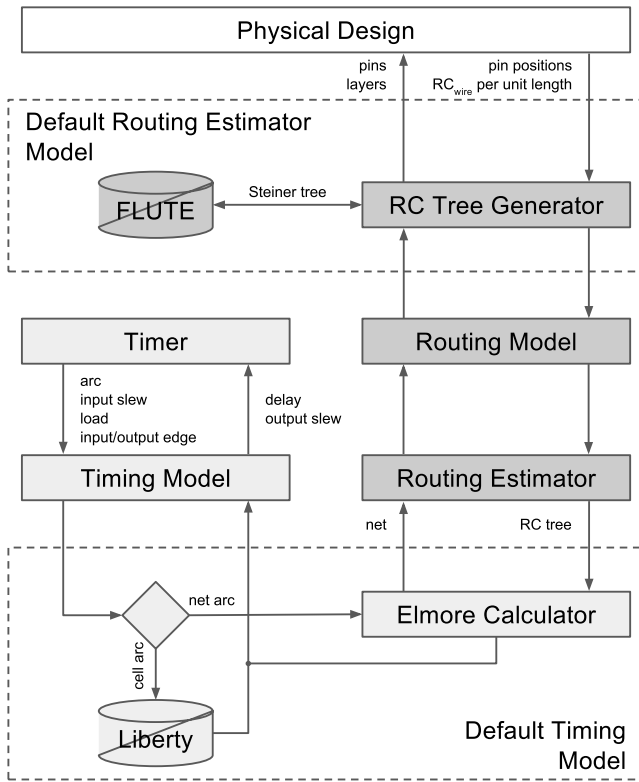 Physical Design
pins
layers
pin positions
RCwire per unit length
Default Routing Estimator
Model
FLUTE
Steiner tree
RC Tree Generator
Timer
Routing Model
arc
input slew
load
input/output edge
delay
output slew
Timing Model
Routing Estimator
net
RC tree
net arc
Elmore Calculator
cell arc
Liberty
Default Timing
Model